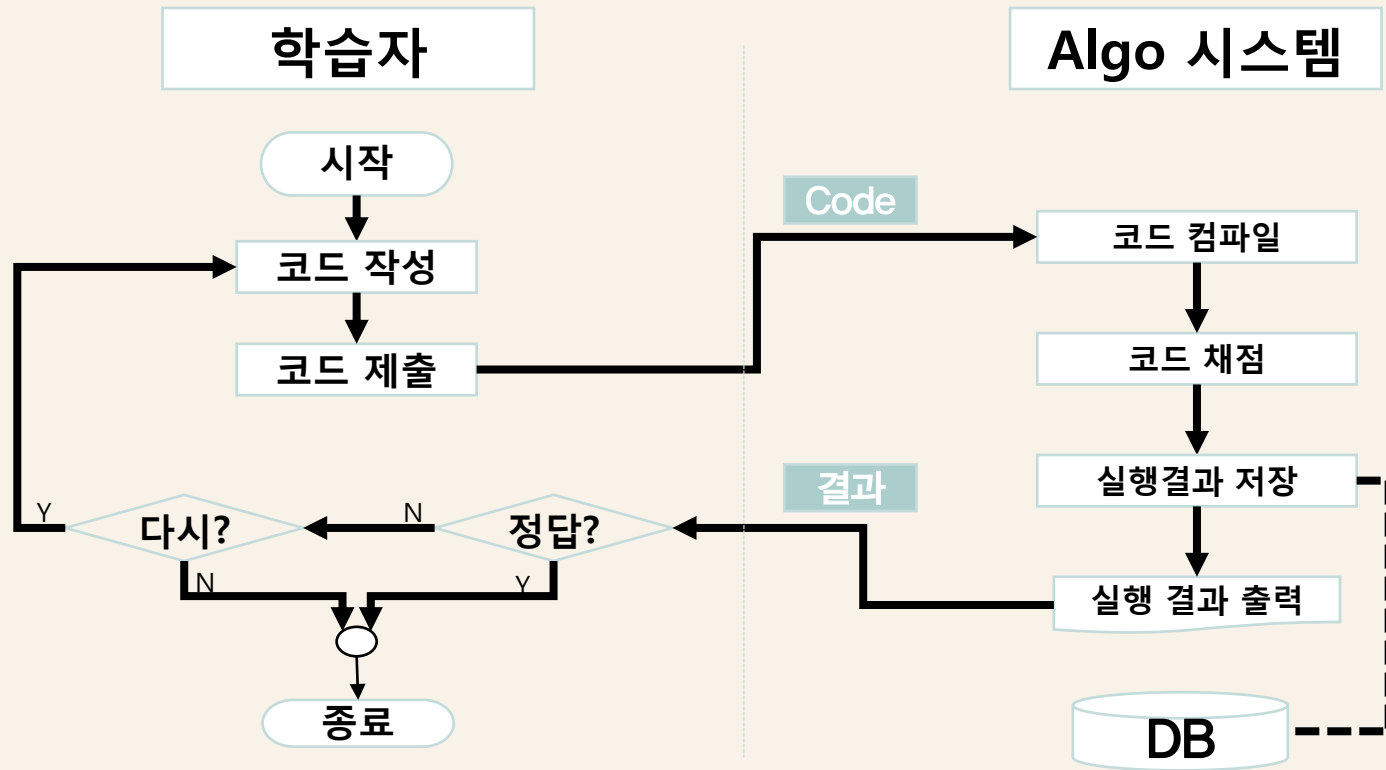 학습자
Algo 시스템
시작
Code
코드 작성
코드 컴파일
코드 제출
코드 채점
결과
실행결과 저장
Y
다시?
N
정답?
N
Y
실행 결과 출력
종료
DB